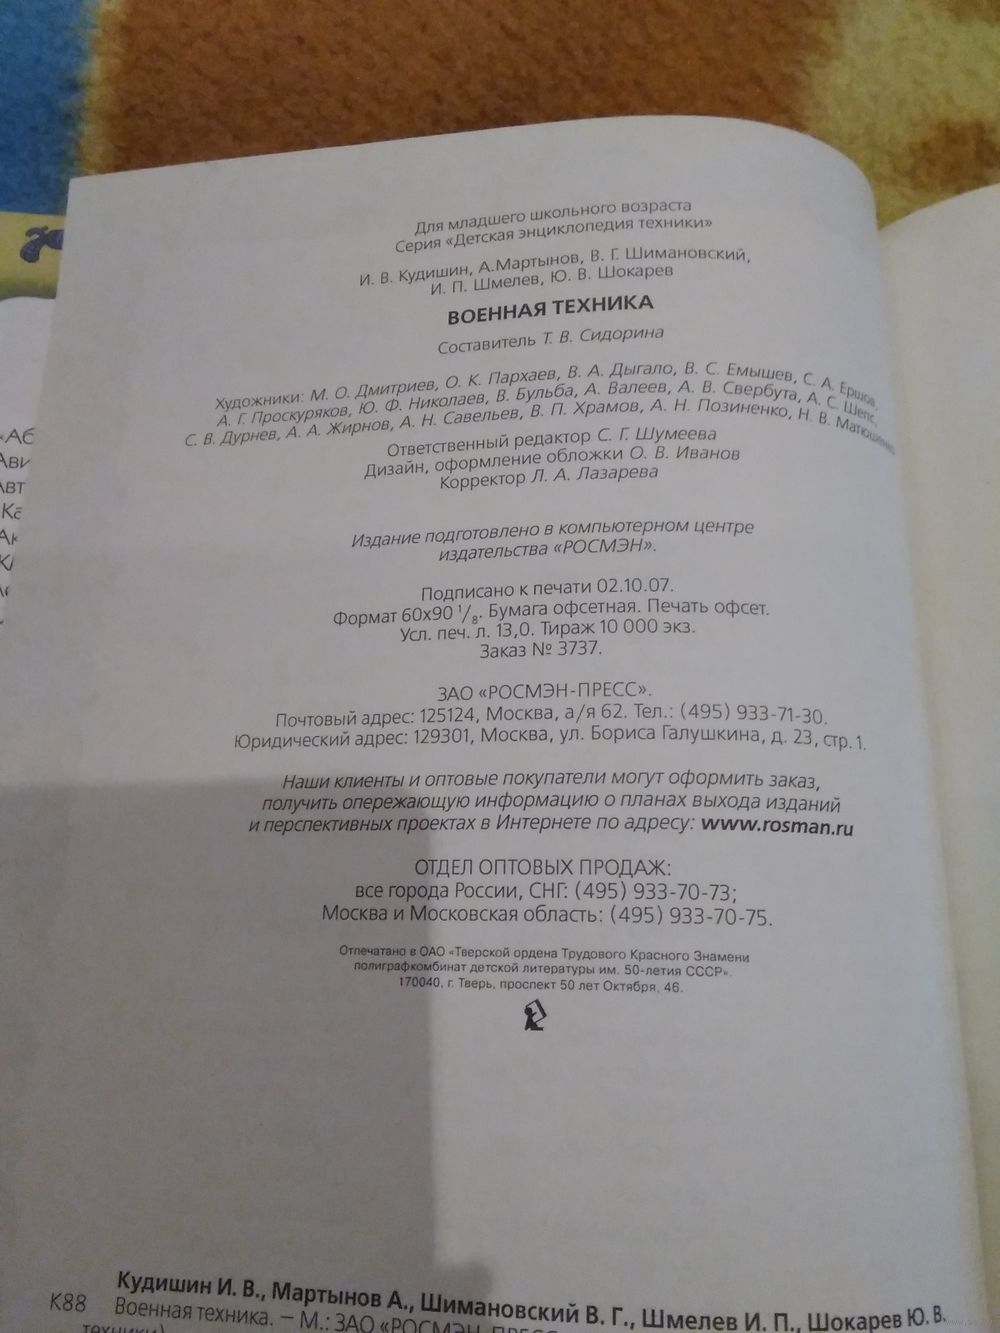 Для младшего школьного возраста
Серия «Детская энциклопедия техники»
И. В. Кудишин, А.Мартынов, В. Г. Шимановский,
И. П. Шмелев, Ю. В. Шокарев
ВОЕННАЯ ТЕХНИКА
Составитель Т. В. Сидорина
Художники: М. О. Дмитриев, О. К. Пархаев, В. А. Дыгало, В. С. Емышев, С. А. Ершов,
А. Г. Проскуряков, Ю. Ф. Николаев, В. Бульба, А. Валеев, А. В. Свербута, А. С. Шепс,
С. В. Дурнев, А. А. Жирнов, А. Н. Савельев, В. П. Храмов, А. Н. Позиненко, Н. В. Матюшенко
Ответственный редактор С. Г. Шумеева
Дизайн, оформление обложки О. В. Иванов
Корректор Л. А. Лазарева
Издание подготовлено в компьютерном центре
издательства «РОСМЭН».
Подписано к печати 02.10.07.
Формат 60х90 1/8. Бумага офсетная. Печать офсет.
Усл. печ. л. 13,0. Тираж 10 000 экз.
Заказ № 3737.
ЗАО «РОСМЭН-ПРЕСС».
Почтовый адрес: 125124, Москва, а/я 62. Тел.: (495) 933-71-30.
Юридический адрес: 129301, Москва, ул. Бориса Галушкина, д. 23, стр.1.
Наши клиенты и оптовые покупатели могут оформить заказ,
получить опережающую информацию о планах выхода изданий
и перспективных проектах в Интернете по адресу: www.rosman.ru
ОТДЕЛ ОПТОВЫХ ПРОДАЖ:
все города России, СНГ: (495) 933-70-73;
Москва и Московская область: (495) 933-70-75.
Отпечатано в ОАО «Тверской ордена Трудового Красного Знамени
полиграфкомбинат детской литературы им. 50-летия СССР».
170040, г. Тверь, проспект 50 лет Октября, 46.
Кудишин И. В., Мартынов А., Шимановский В. Г., Шмелев И. П., Шокарев Ю. В.
К88 Военная техника. – М.: ЗАО «РОСМЭН-ПРЕСС